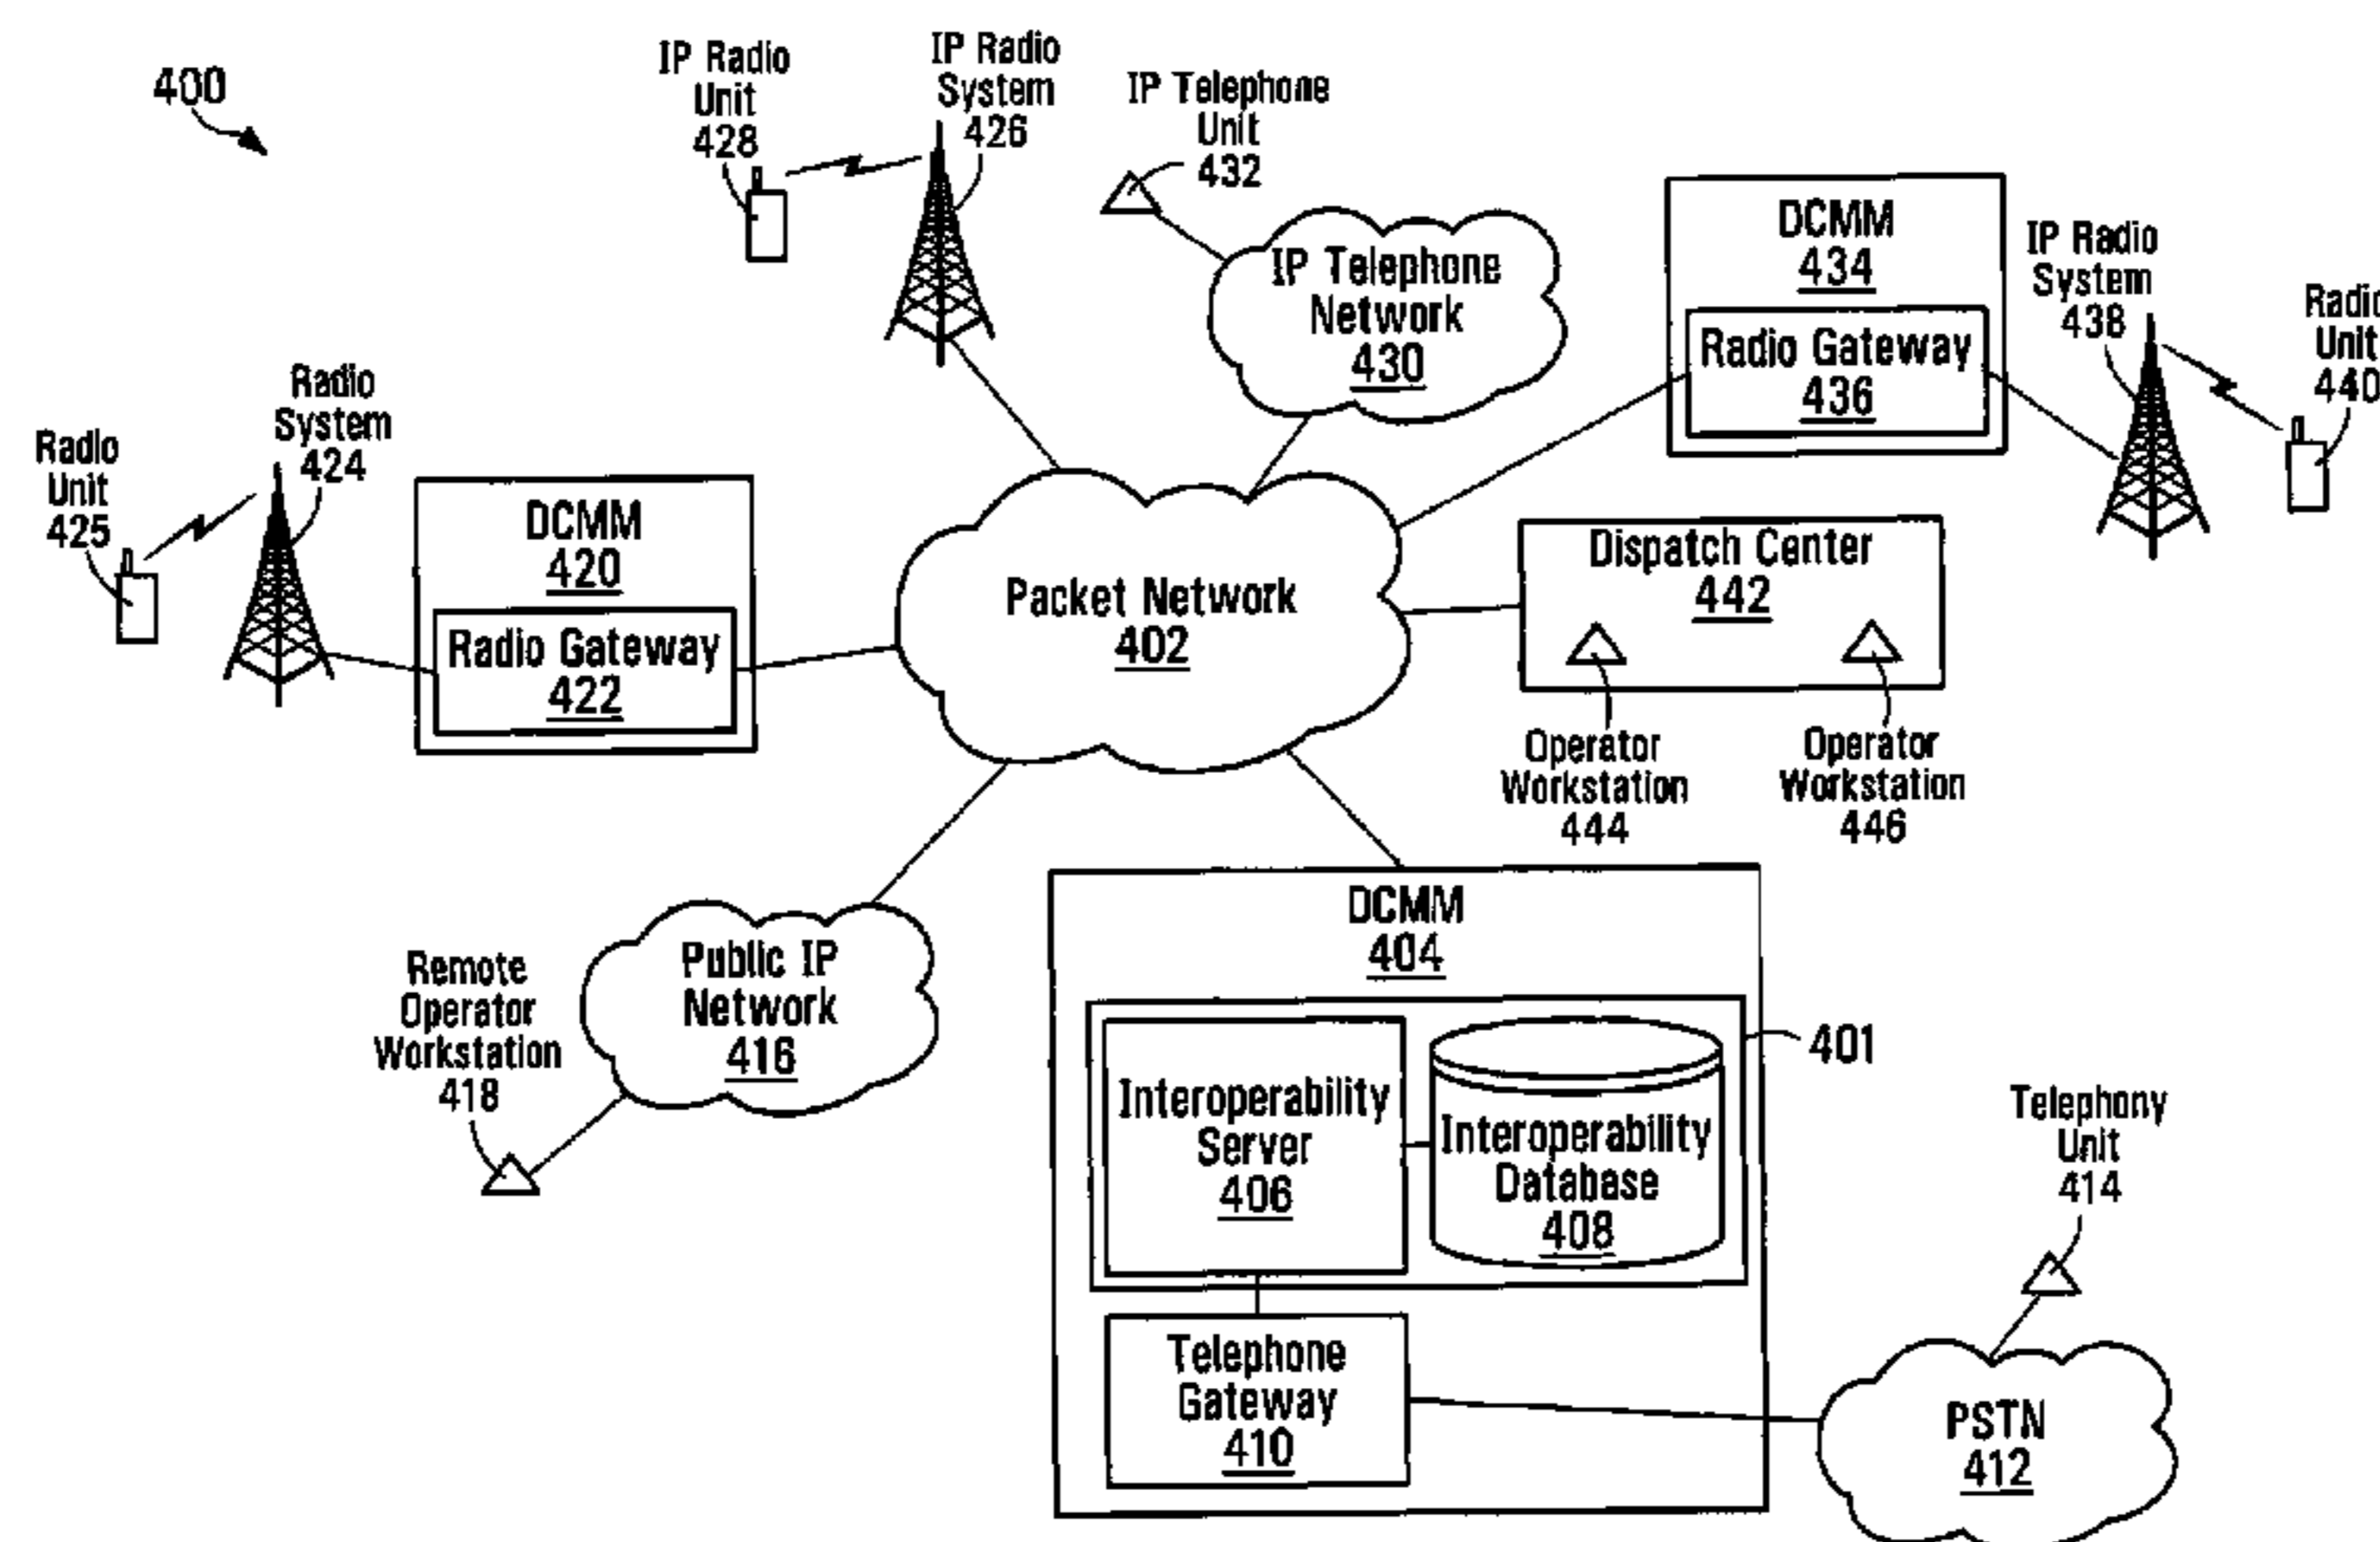 400
IP Radio
Unit
428
IP Radio
System
426
IP Telephone
Unit
432
IP Telephone
Network
430
DCMM
434
Radio Gateway
436
IP Radio
System
438
Radio
Unit
440
Radio
Unit
425
Radio
System
424
DCMM
420
Radio Gateway
422
Packet Network
402
Dispatch Center
442
Operator
Workstation
444
Operator
Workstation
446
Public IP
Network
416
Remote
Operator
Workstation
418
DCMM
404
401
Interoperability
Server
406
Interoperability
Database
408
Telephone
Gateway
410
Telephony
Unit
414
PSTN
412